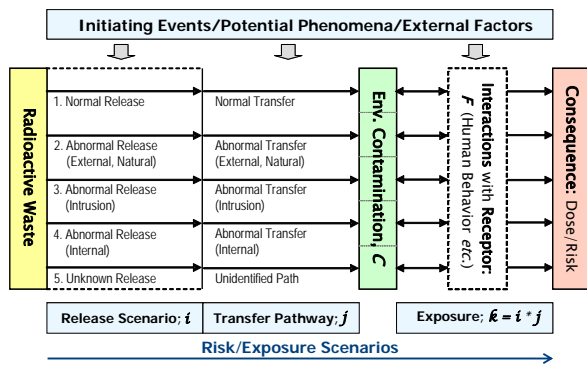 Initiating Events/Potential Phenomena/External Factors
Radioactive Waste
1. Normal Release
2. Abnormal Release
(External, Natural)
3. Abnormal Release
(Intrusion)
4. Abnormal Release
(Internal)
5. Unknown Release
Normal Transfer
Abnormal Transfer
(External, Natural)
Abnormal Transfer
(Intrusion)
Abnormal Transfer
(Internal)
Unidentified Path
Env. Contamination, C
Interactions with Receptor:
F (Human Behavior etc.)
Consequence: Dose/Risk
Release Scenario; i
Transfer Pathway; j
Exposure; k = i * j
Risk/Exposure Scenarios